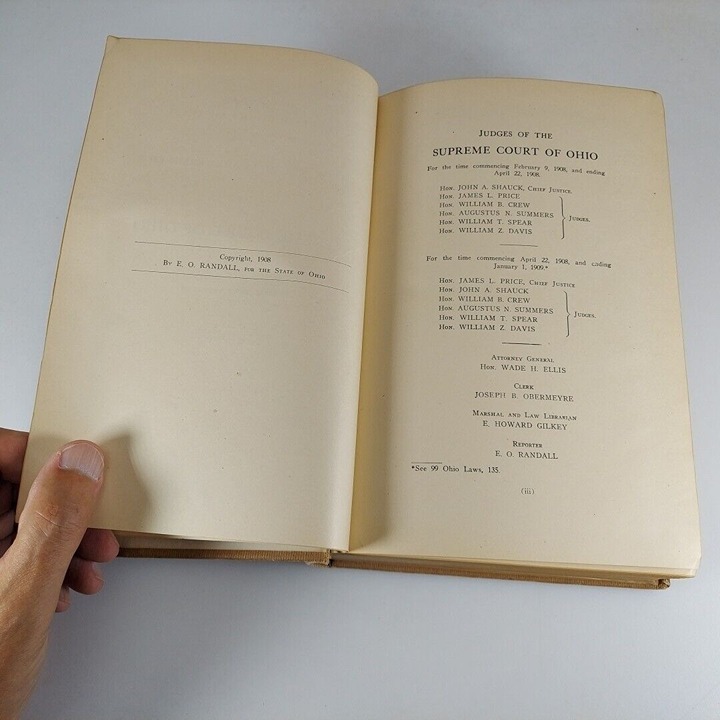 Copyright, 1908
By E. O. RANDALL, for the State of Ohio
Judges of the
SUPREME COURT OF OHIO
For the time commencing February 9, 1908, and ending
April 22, 1908.
Hon. JOHN A. SHAUCK, Chief Justice.
Hon. JAMES L. PRICE
Hon. WILLIAM B. CREW
Hon. AUGUSTUS N. SUMMERS
Judges.
Hon. WILLIAM T. SPEAR
Hon. WILLIAM Z. DAVIS
For the time commencing April 22, 1908, and ending
January 1, 1909.*
Hon. JAMES L. PRICE, Chief Justice
Hon. JOHN A. SHAUCK
Hon. WILLIAM B. CREW
Hon. AUGUSTUS N. SUMMERS
Judges.
Hon. WILLIAM T. SPEAR
Hon. WILLIAM Z. DAVIS
Attorney General
Hon. WADE H. ELLIS
Clerk
JOSEPH B. OBERMEYRE
Marshal and Law Librarian
E. HOWARD GILKEY
Reporter
E. O. RANDALL
*See 99 Ohio Laws, 135.
(iii)